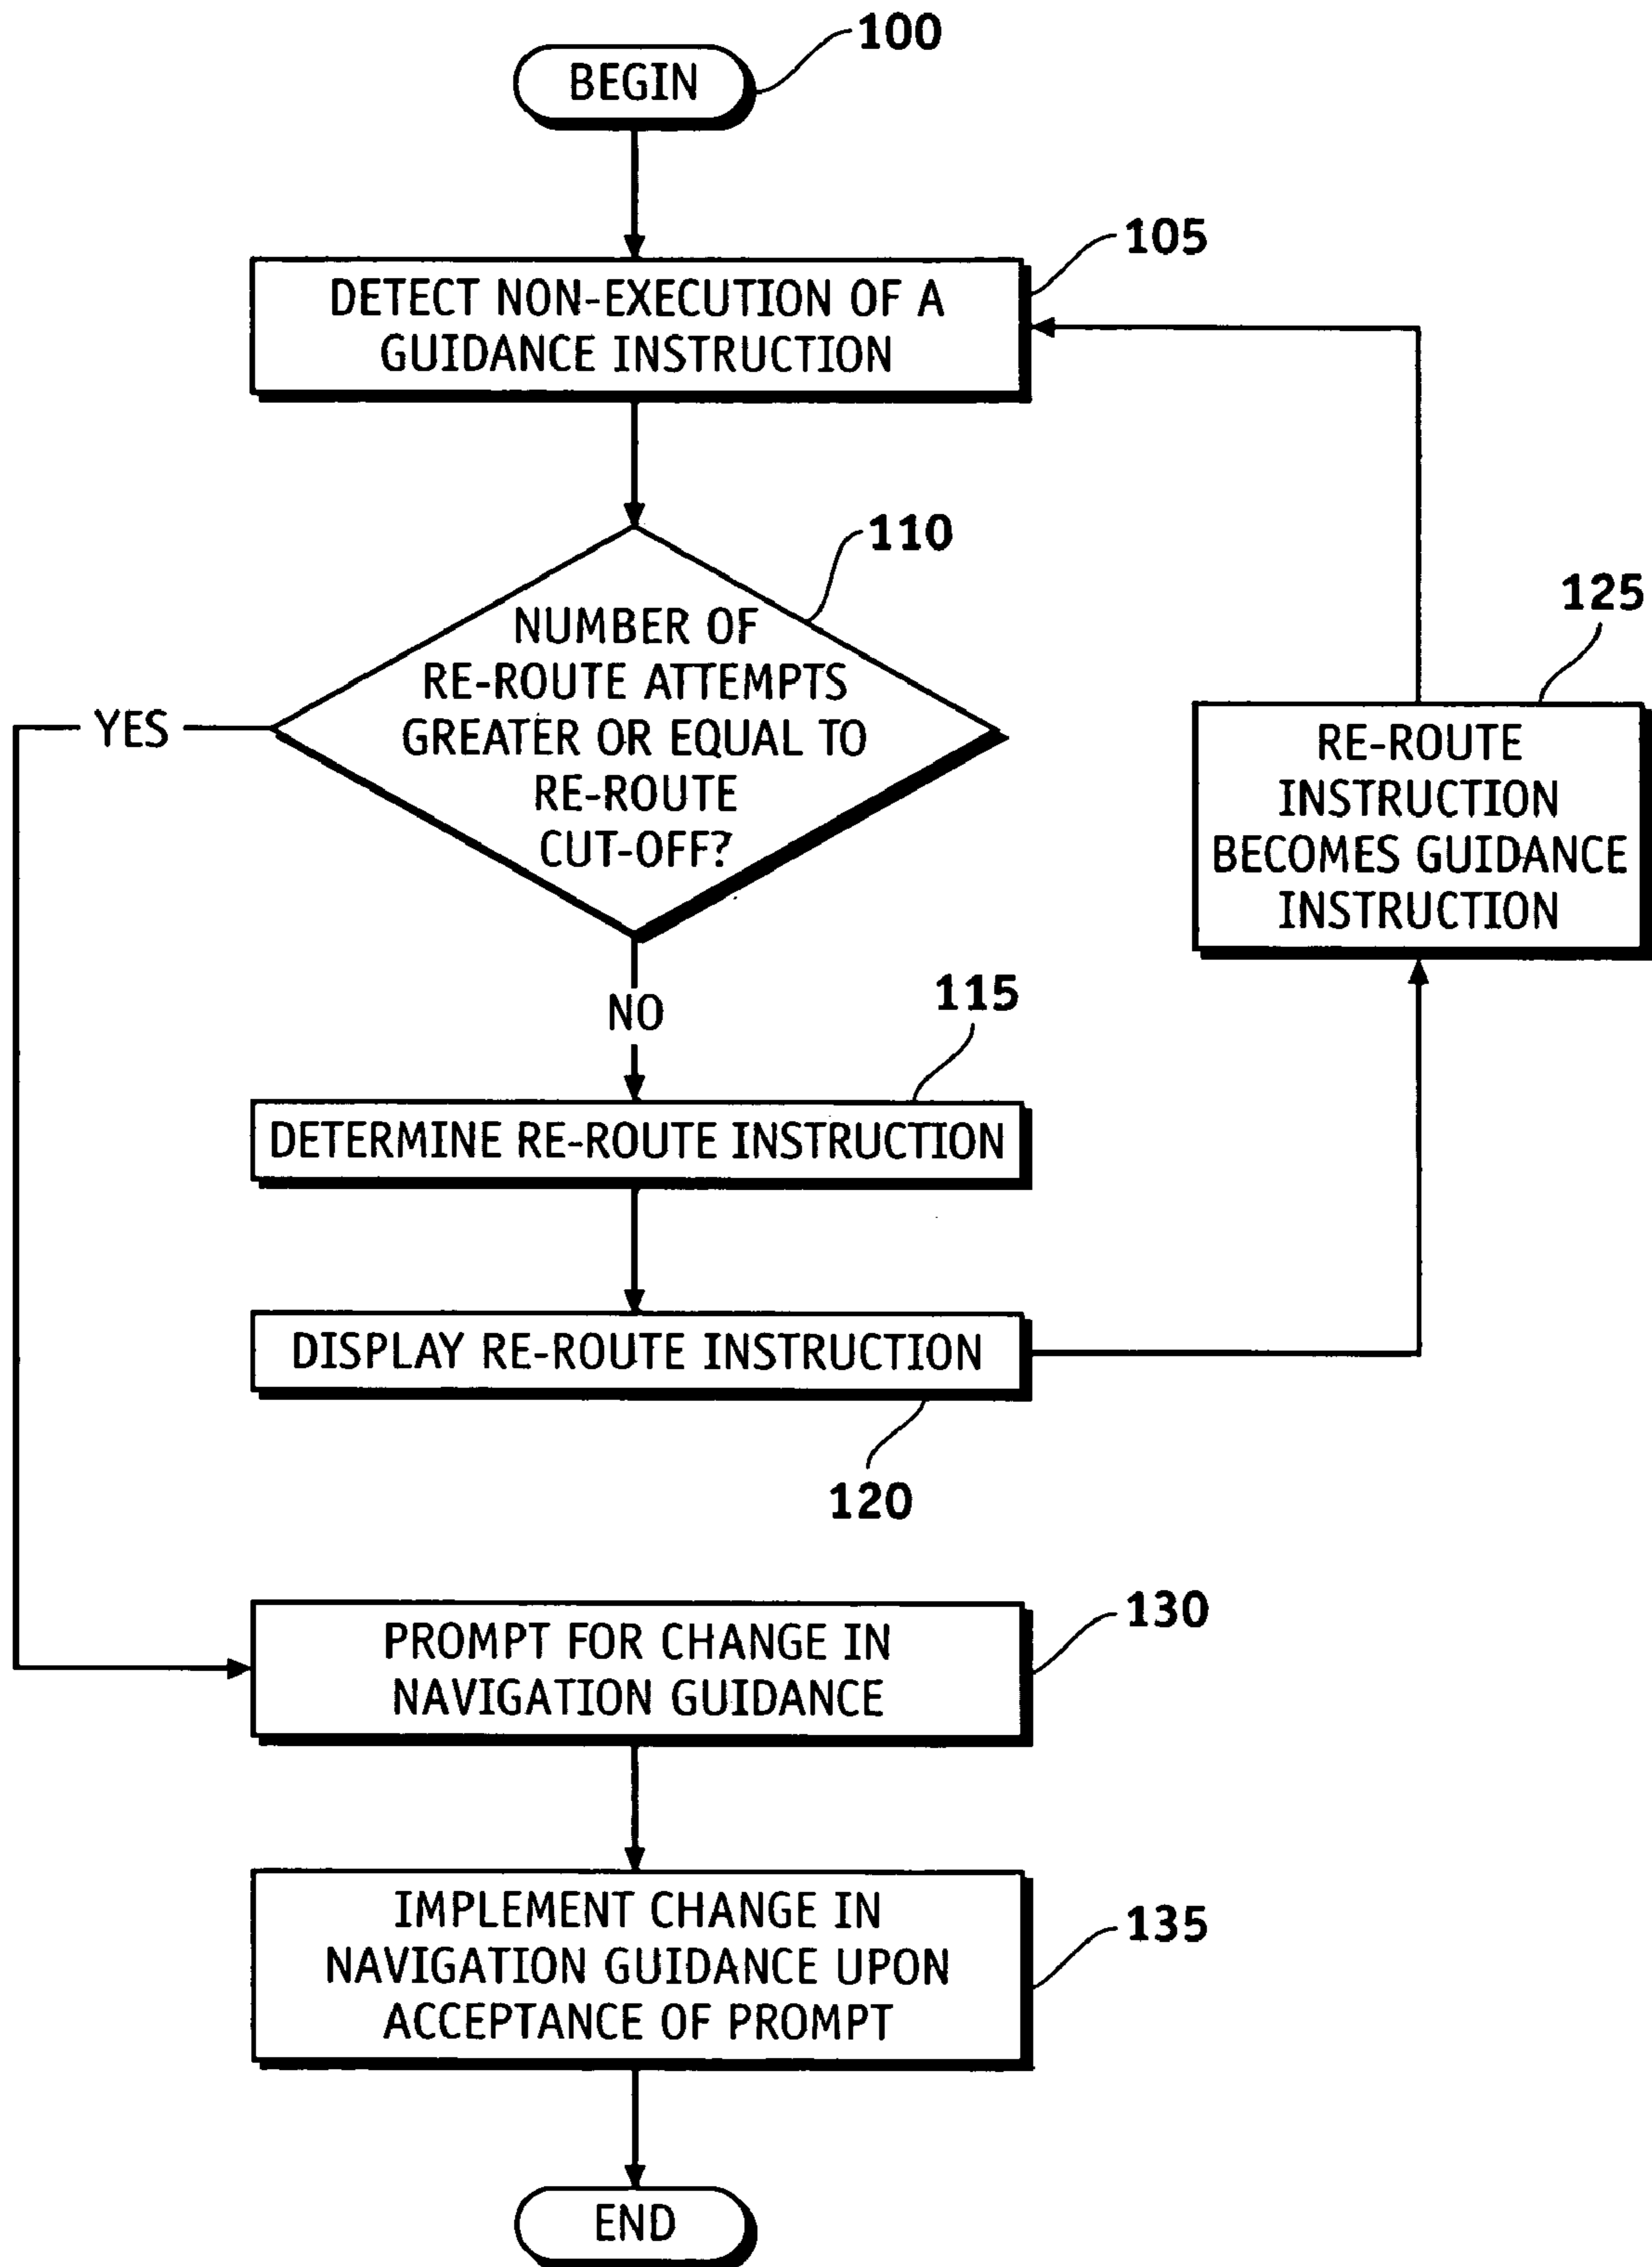 100
BEGIN
105
DETECT NON-EXECUTION OF A
GUIDANCE INSTRUCTION
110
NUMBER OF
RE-ROUTE ATTEMPTS
GREATER OR EQUAL TO
RE-ROUTE
CUT-OFF?
YES
125
RE-ROUTE
INSTRUCTION
BECOMES GUIDANCE
INSTRUCTION
NO
115
DETERMINE RE-ROUTE INSTRUCTION
DISPLAY RE-ROUTE INSTRUCTION
120
130
PROMPT FOR CHANGE IN
NAVIGATION GUIDANCE
IMPLEMENT CHANGE IN
NAVIGATION GUIDANCE UPON
ACCEPTANCE OF PROMPT
135
END